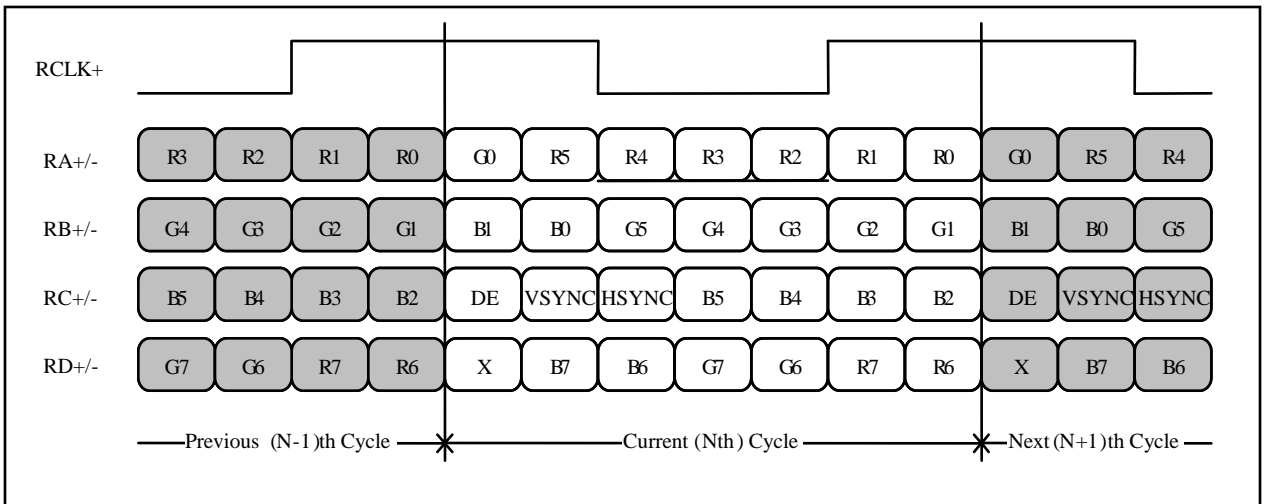 RCLK+
RA+/- R3 R2 R1 R0 G0 R5 R4 R3 R2 R1 R0 G0 R5 R4
RB+/- G4 G3 G2 G1 B1 B0 G5 G4 G3 G2 G1 B1 B0 G5
RC+/- B5 B4 B3 B2 DE VSYNC HSYNC B5 B4 B3 B2 DE VSYNC HSYNC
RD+/- G7 G6 R7 R6 X B7 B6 G7 G6 R7 R6 X B7 B6
Previous (N-1)th Cycle Current (Nth) Cycle Next (N+1)th Cycle